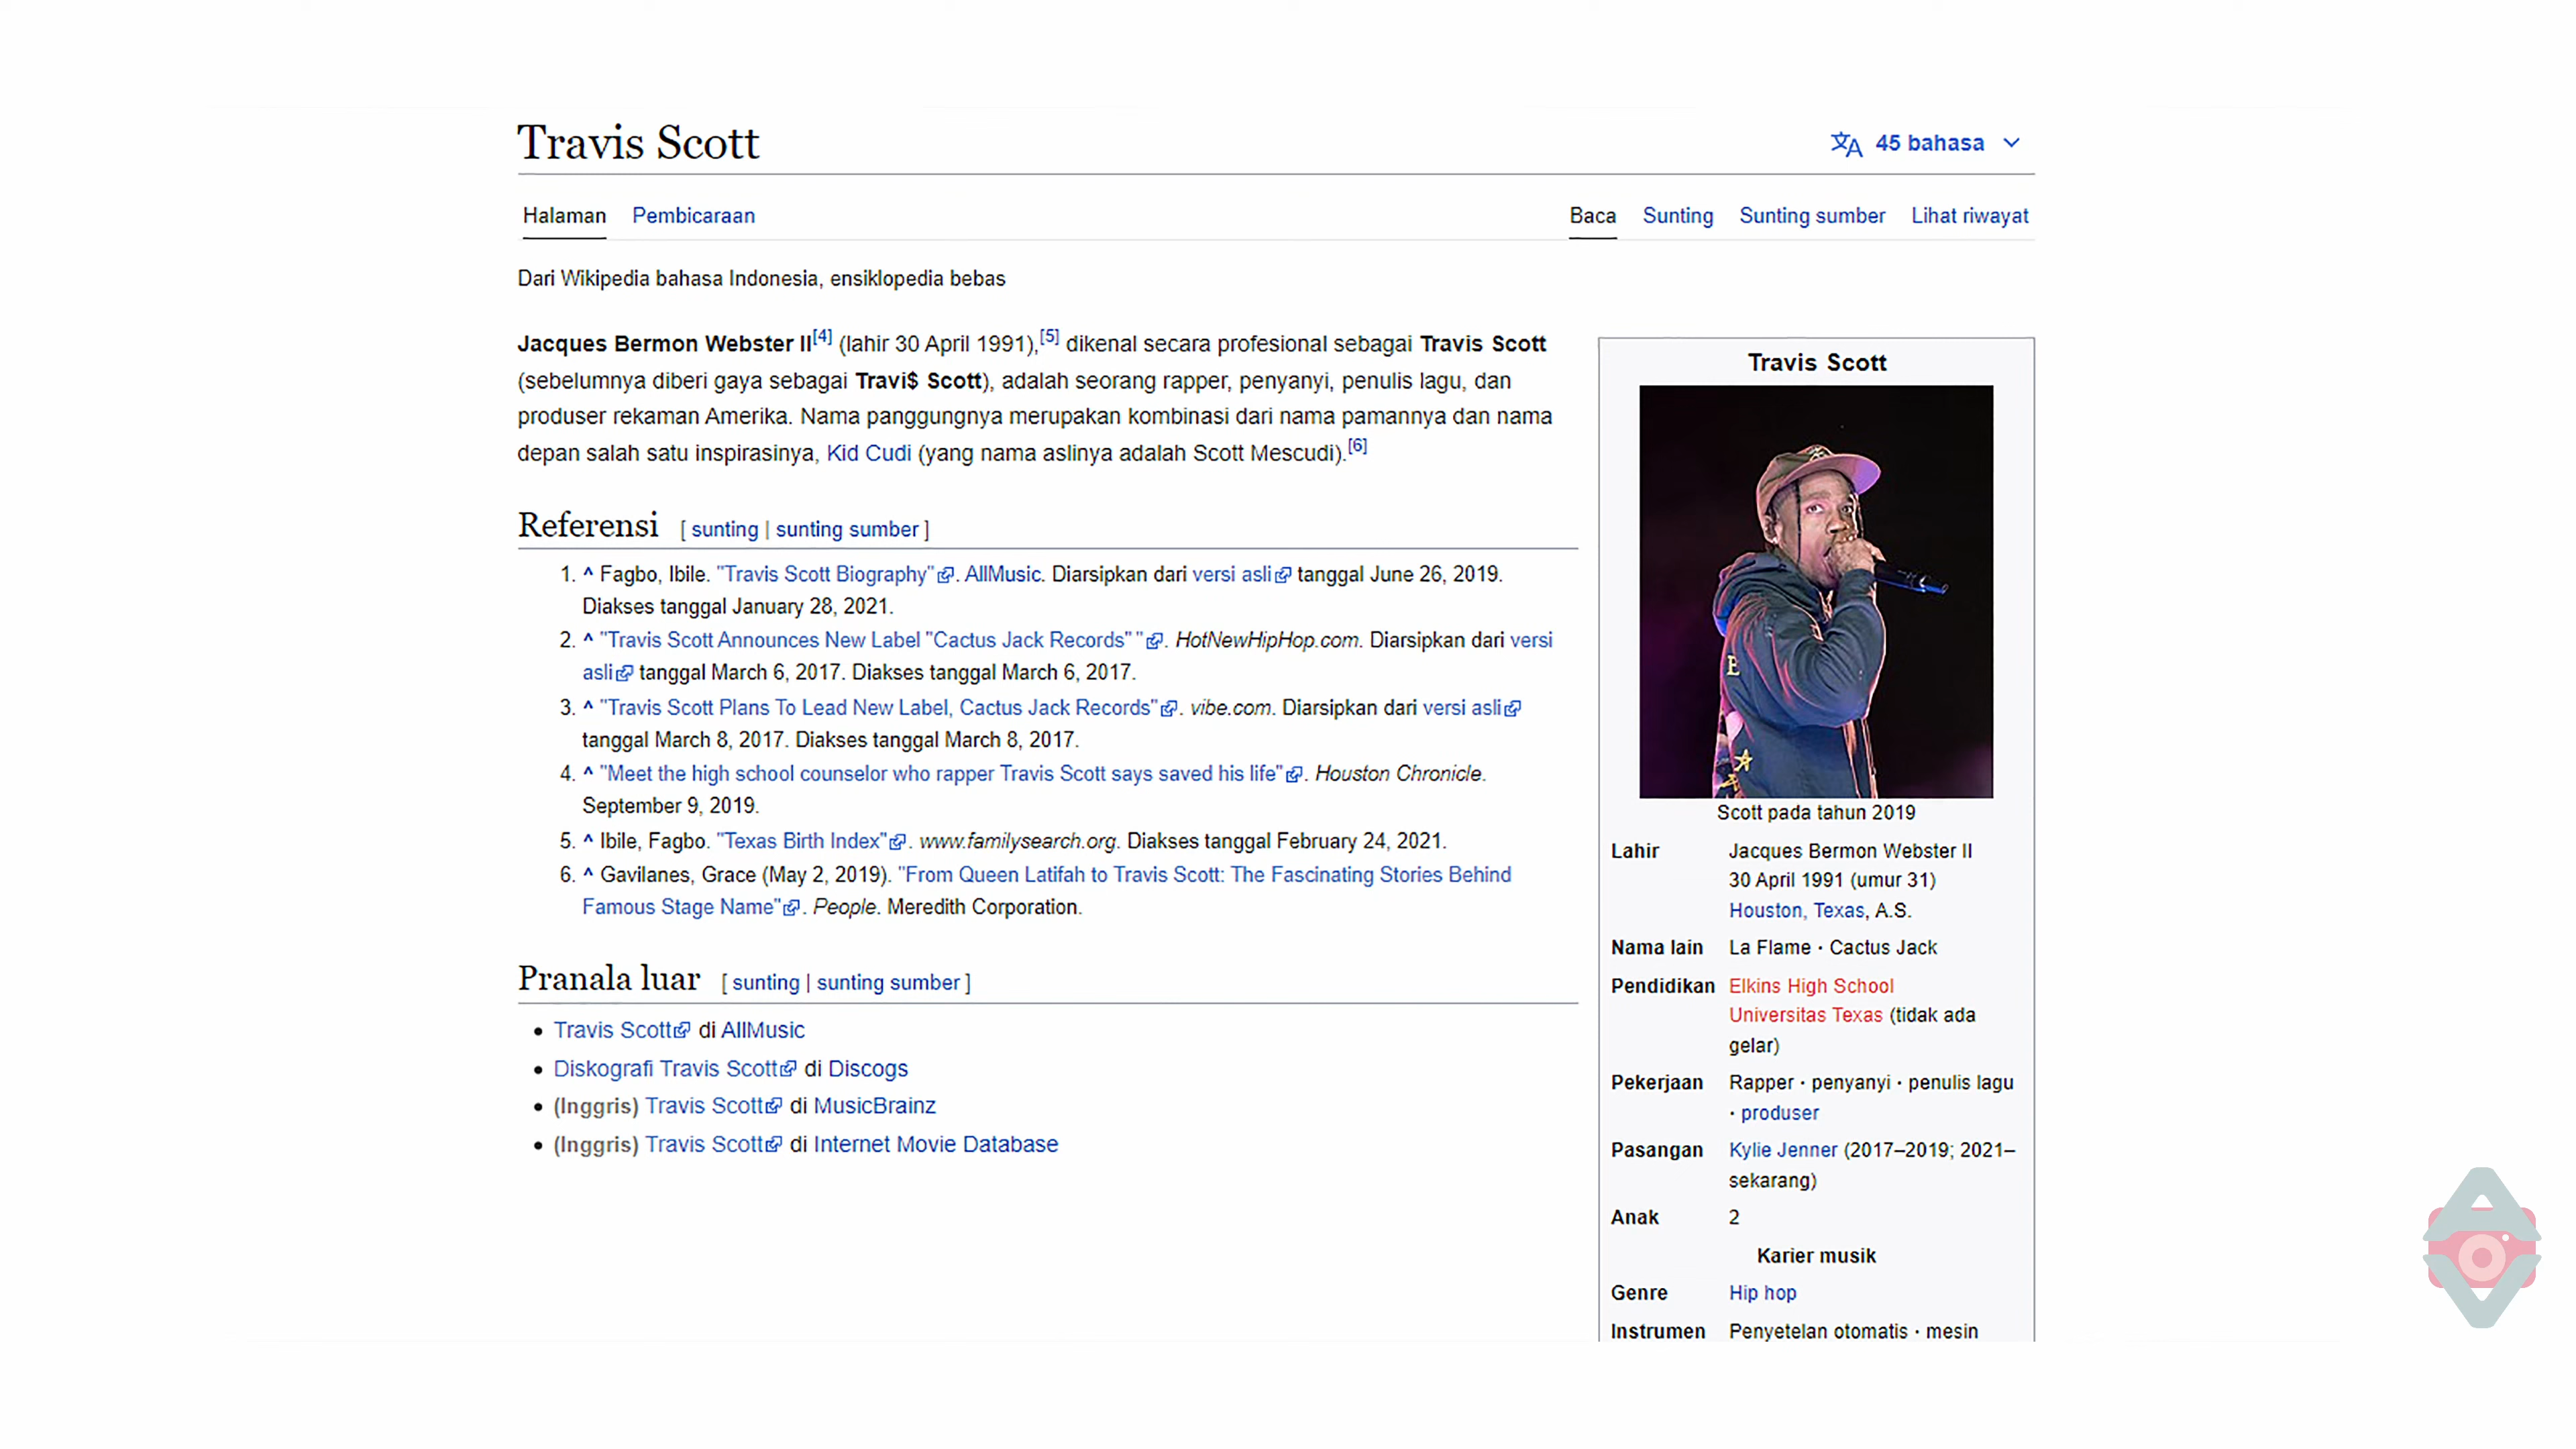 Travis Scott
45 bahasa
Halaman Pembicaraan
Baca Sunting Sunting sumber Lihat riwayat
Dari Wikipedia bahasa Indonesia, ensiklopedia bebas
Jacques Bermon Webster II[4] (lahir 30 April 1991),[5] dikenal secara profesional sebagai Travis Scott
(sebelumnya diberi gaya sebagai Travi$ Scott), adalah seorang rapper, penyanyi, penulis lagu, dan
produser rekaman Amerika. Nama panggungnya merupakan kombinasi dari nama pamannya dan nama
depan salah satu inspirasinya, Kid Cudi (yang nama aslinya adalah Scott Mescudi).[6]
Referensi [ sunting | sunting sumber ]
1. ^ Fagbo, Ibile. "Travis Scott Biography". AllMusic. Diarsipkan dari versi asli tanggal June 26, 2019.
Diakses tanggal January 28, 2021.
2. ^ "Travis Scott Announces New Label "Cactus Jack Records" ". HotNewHipHop.com. Diarsipkan dari versi
asli tanggal March 6, 2017. Diakses tanggal March 6, 2017.
3. ^ "Travis Scott Plans To Lead New Label, Cactus Jack Records". vibe.com. Diarsipkan dari versi asli
tanggal March 8, 2017. Diakses tanggal March 8, 2017.
4. ^ "Meet the high school counselor who rapper Travis Scott says saved his life". Houston Chronicle.
September 9, 2019.
5. ^ Ibile, Fagbo. "Texas Birth Index". www.familysearch.org. Diakses tanggal February 24, 2021.
6. ^ Gavilanes, Grace (May 2, 2019). "From Queen Latifah to Travis Scott: The Fascinating Stories Behind
Famous Stage Name". People. Meredith Corporation.
Pranala luar [ sunting | sunting sumber ]
• Travis Scott di AllMusic
• Diskografi Travis Scott di Discogs
• (Inggris) Travis Scott di MusicBrainz
• (Inggris) Travis Scott di Internet Movie Database
Travis Scott
Scott pada tahun 2019
Lahir Jacques Bermon Webster II
30 April 1991 (umur 31)
Houston, Texas, A.S.
Nama lain La Flame · Cactus Jack
Pendidikan Elkins High School
Universitas Texas (tidak ada
gelar)
Pekerjaan Rapper · penyanyi · penulis lagu
· produser
Pasangan Kylie Jenner (2017–2019; 2021–
sekarang)
Anak 2
Karier musik
Genre Hip hop
Instrumen Penyetelan otomatis · mesin